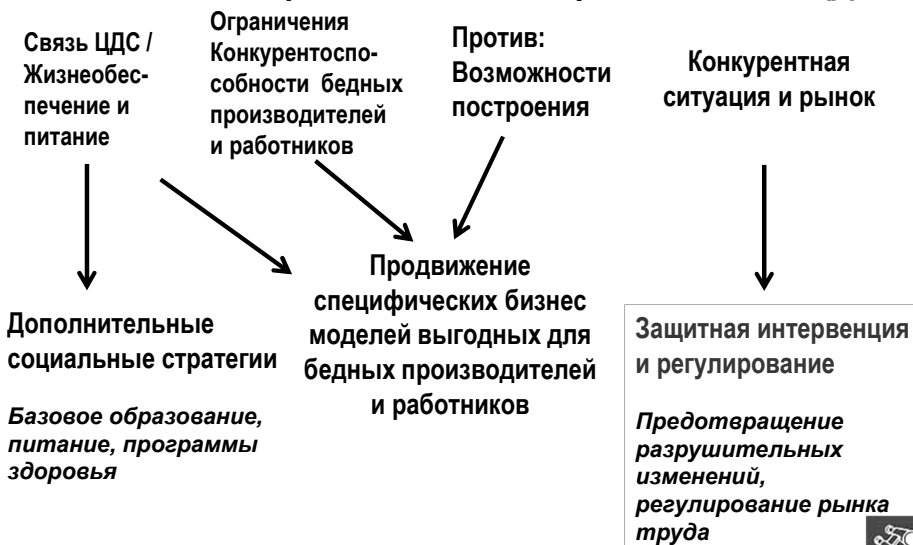 Связь ЦДС /
Жизнеобес-
печение и
питание
Ограничения
Конкурентоспо-
собности бедных
производителей
и работников
Против:
Возможности
построения
Конкурентная
ситуация и рынок
Дополнительные
социальные стратегии
Базовое образование,
питание, программы
здоровья
Продвижение
специфических бизнес
моделей выгодных для
бедных производителей
и работников
Защитная интервенция
и регулирование
Предотвращение
разрушительных
изменений,
регулирование рынка
труда